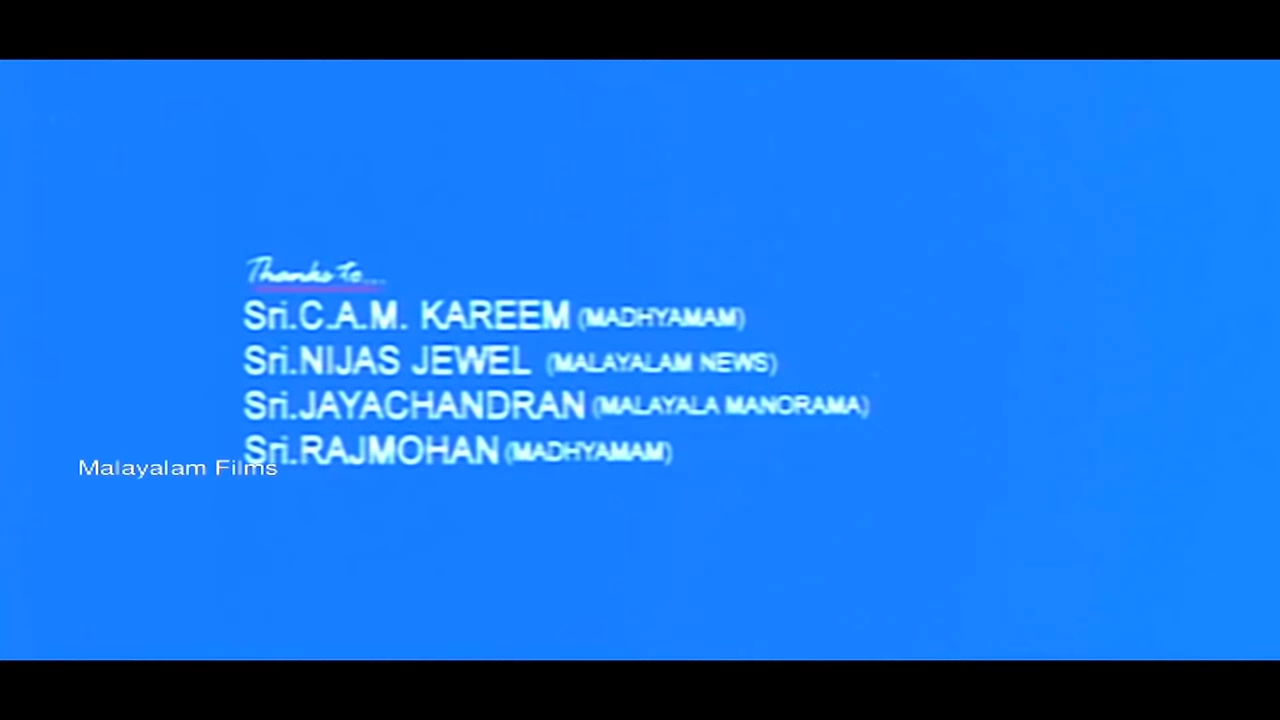 Thanks to...
Sri.C.A.M. KAREEM (MADHYAMAM)
Sri.NIJAS JEWEL (MALAYALAM NEWS)
Sri.JAYACHANDRAN (MALAYALA MANORAMA)
Sri.RAJMOHAN (MADHYAMAM)
Malayalam Films